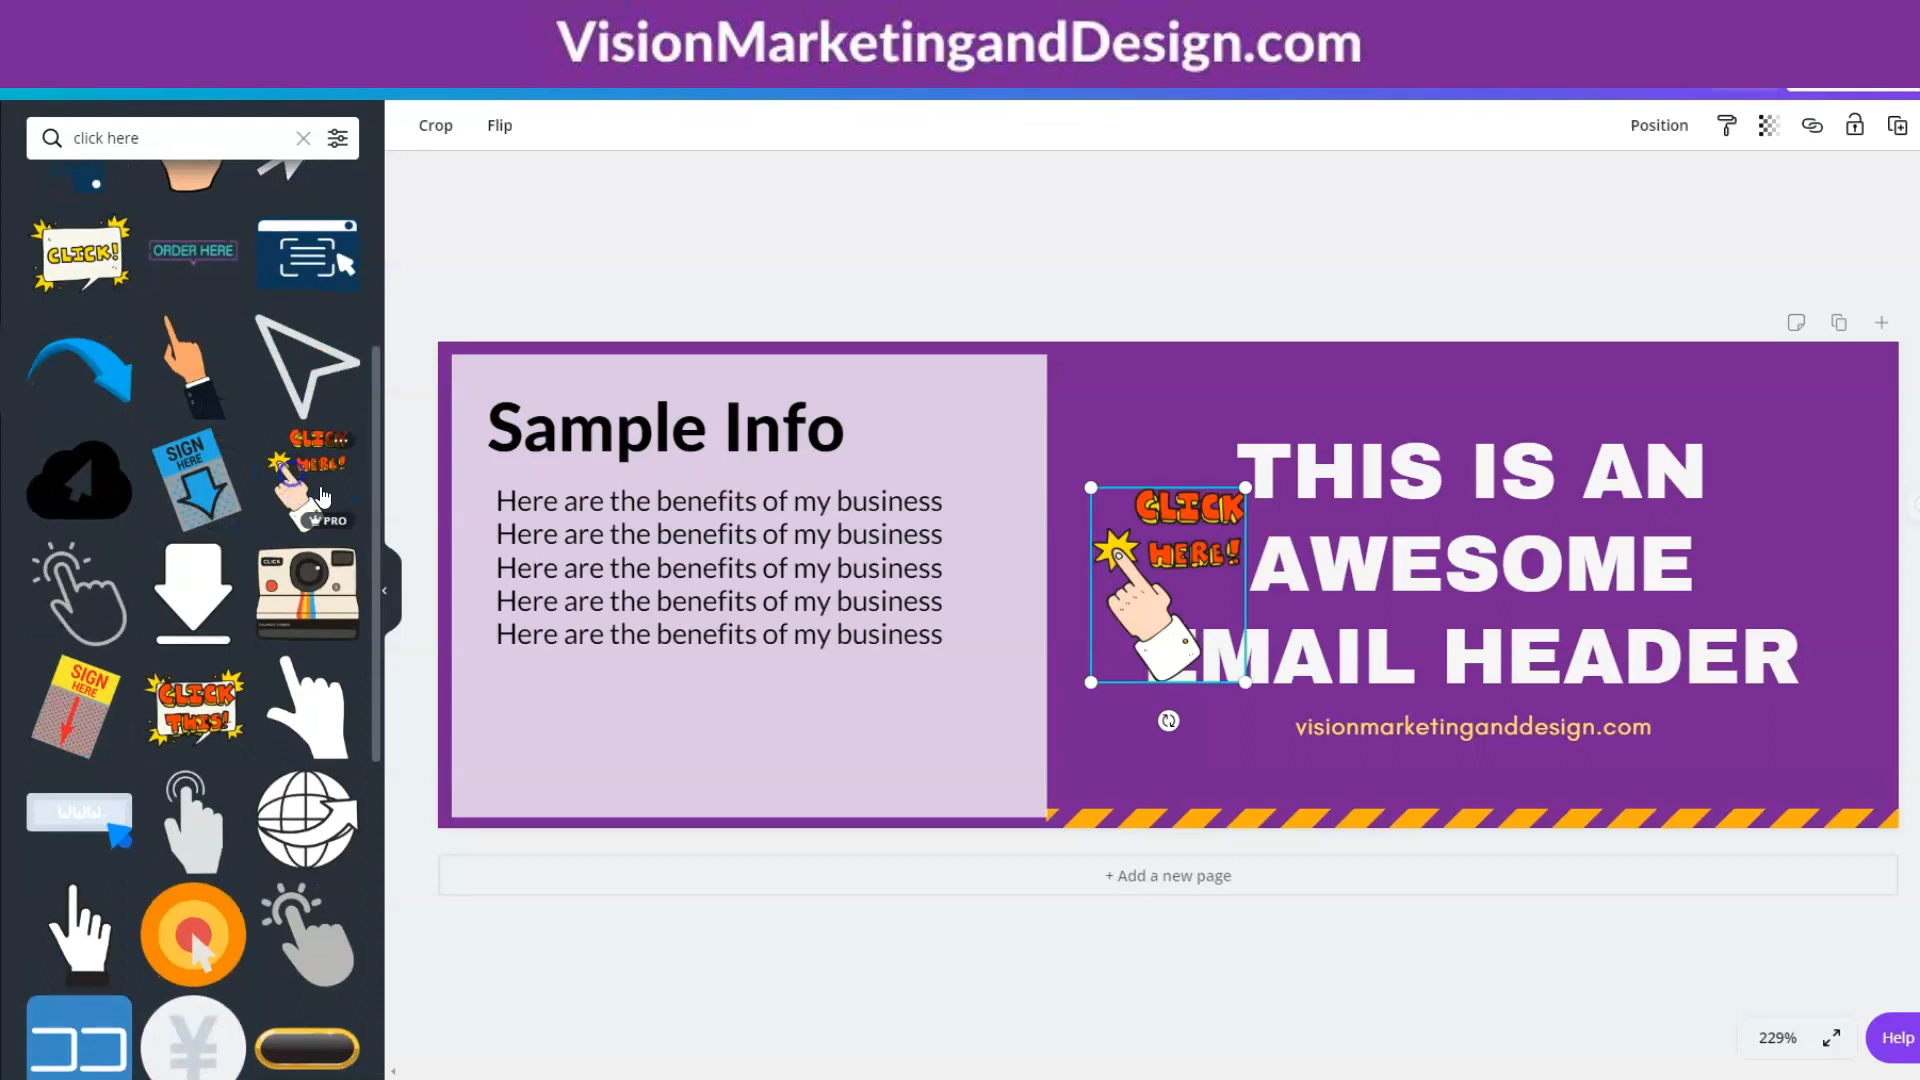 VisionMarketingandDesign.com
click here
Crop
Flip
Position
CLICK!
ORDER HERE
SIGN
HERE
CLICK
HERE!
PRO
CLICK
SIGN
HERE
CLICK
THIS!
WWW.
Sample Info
Here are the benefits of my business
Here are the benefits of my business
Here are the benefits of my business
Here are the benefits of my business
Here are the benefits of my business
CLICK
HERE!
THIS IS AN
AWESOME
EMAIL HEADER
visionmarketinganddesign.com
+ Add a new page
229%
Help